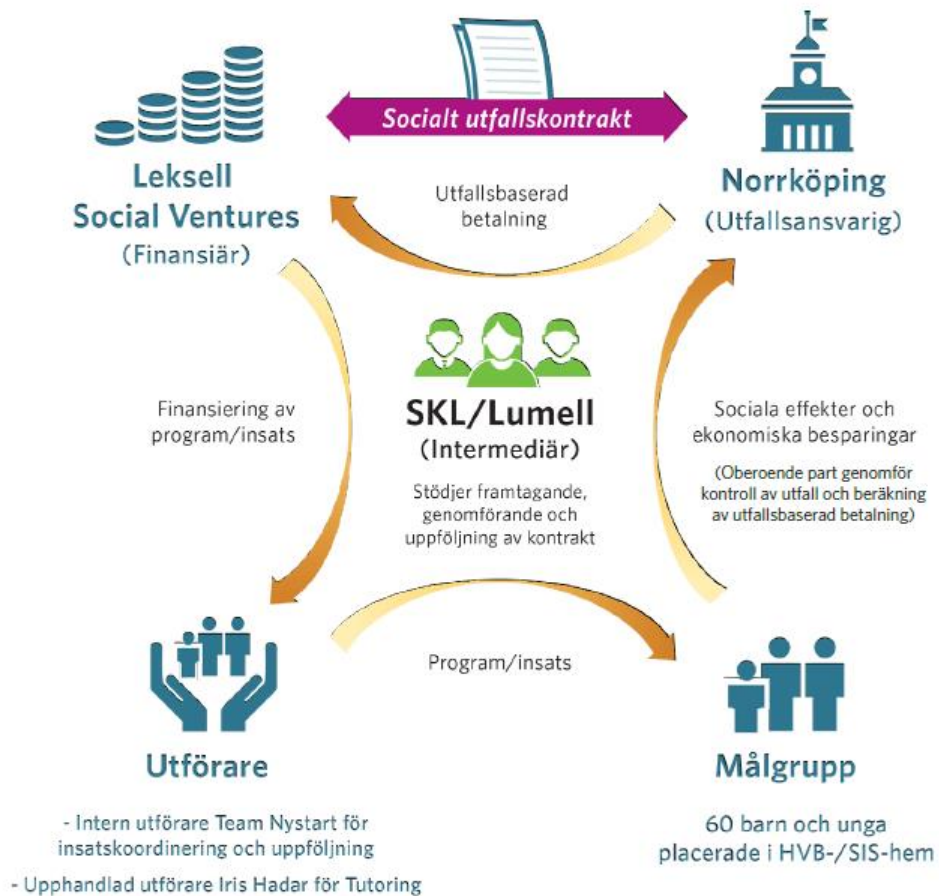 Socialt utfallskontrakt
Leksell
Social Ventures
(Finansiär)
Norrköping
(Utfallsansvarig)
Utfallsbaserad
betalning
SKL/Lumell
(Intermediär)
Stödjer framtagande,
genomförande och
uppföljning av kontrakt
Finansiering av
program/insats
Sociala effekter och
ekonomiska besparingar
(Oberoende part genomför
kontroll av utfall och beräkning
av utfallsbaserad betalning)
Program/insats
Utförare
- Intern utförare Team Nystart för
insatskoordinering och uppföljning
- Upphandlad utförare Iris Hadar för Tutoring
Målgrupp
60 barn och unga
placerade i HVB-/SIS-hem